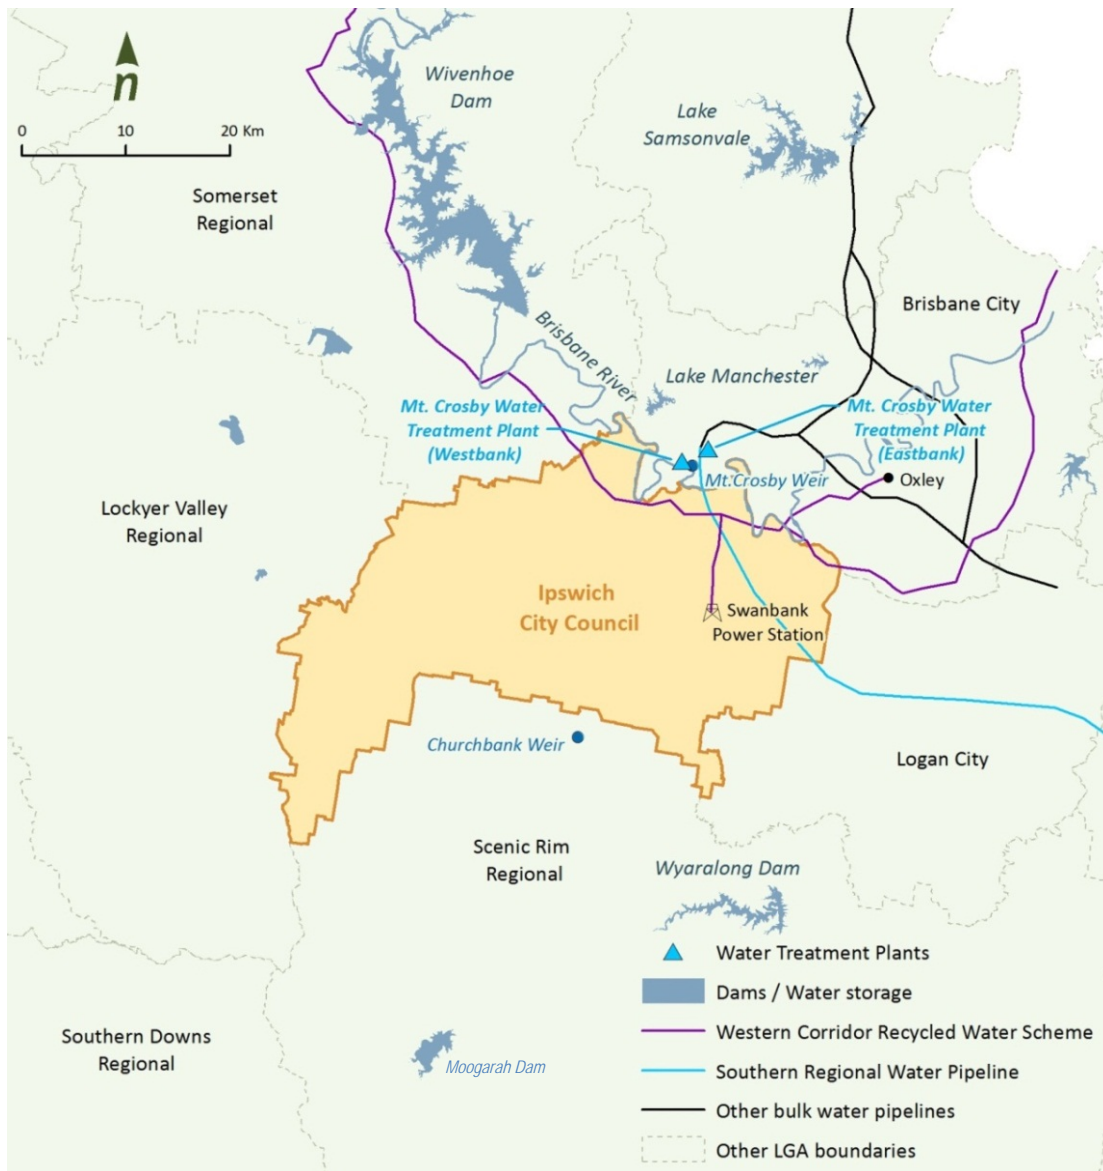 Wivenhoe
Dam
n
Lake
Samsonvale
0 10 20 Km
Somerset
Regional
Brisbane City
Brisbane River
Lake Manchester
Mt. Crosby Water
Treatment Plant
(Westbank)
Mt. Crosby Water
Treatment Plant
(Eastbank)
Mt.Crosby Weir
Oxley
Lockyer Valley
Regional
Ipswich
City Council
Swanbank
Power Station
Churchbank Weir
Logan City
Scenic Rim
Regional
Wyaralong Dam
Water Treatment Plants
Dams / Water storage
Western Corridor Recycled Water Scheme
Southern Regional Water Pipeline
Other bulk water pipelines
Other LGA boundaries
Southern Downs
Regional
Moogarah Dam